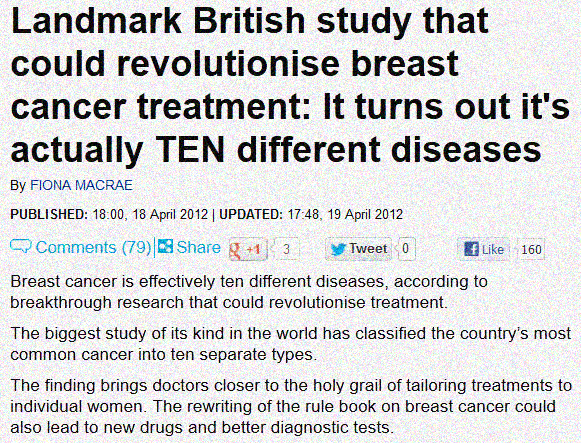 Landmark British study that
could revolutionise breast
cancer treatment: It turns out it's
actually TEN different diseases
By FIONA MACRAE
PUBLISHED: 18:00, 18 April 2012 | UPDATED: 17:48, 19 April 2012
Comments (79) Share +1 3 Tweet 0 Like 160
Breast cancer is effectively ten different diseases, according to
breakthrough research that could revolutionise treatment.
The biggest study of its kind in the world has classified the country's most
common cancer into ten separate types.
The finding brings doctors closer to the holy grail of tailoring treatments to
individual women. The rewriting of the rule book on breast cancer could
also lead to new drugs and better diagnostic tests.